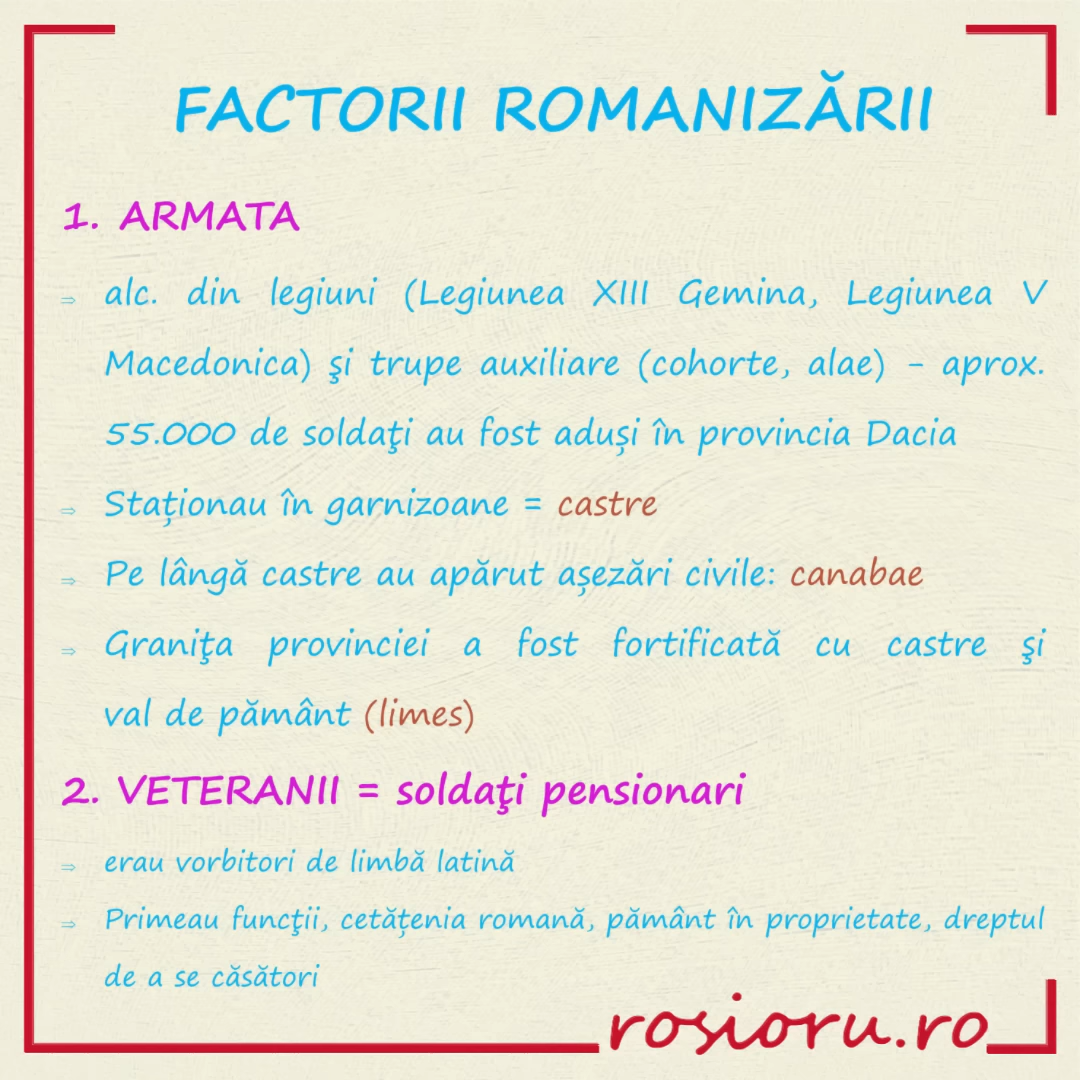 FACTORII ROMANIZĂRII
1. ARMATA
⇒ alc. din legiuni (Legiunea XIII Gemina, Legiunea V
Macedonica) şi trupe auxiliare (cohorte, alae) - aprox.
55.000 de soldaţi au fost aduși în provincia Dacia
⇒ Staționau în garnizoane = castre
⇒ Pe lângă castre au apărut așezări civile: canabae
⇒ Graniţa provinciei a fost fortificată cu castre şi
val de pământ (limes)
2. VETERANII = soldaţi pensionari
⇒ erau vorbitori de limbă latină
⇒ Primeau funcţii, cetățenia romană, pământ în proprietate, dreptul
de a se căsători
rosioru.ro